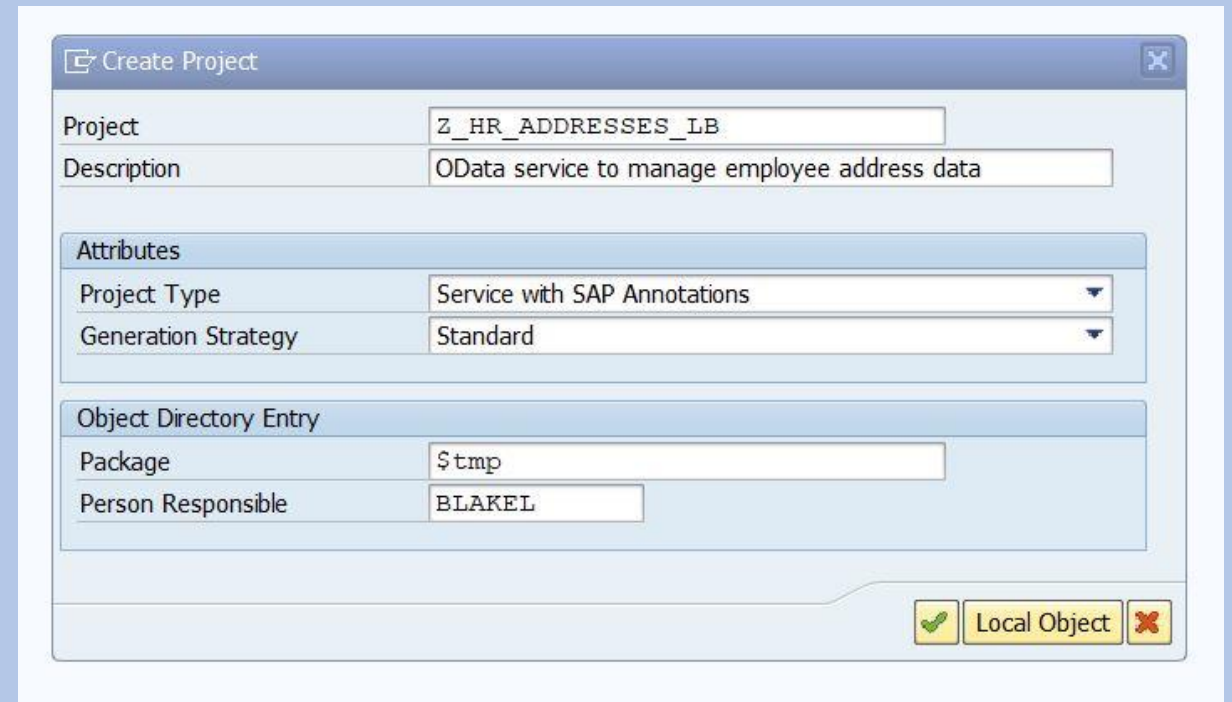 Create Project
Project Z_HR_ADDRESSES_LB
Description OData service to manage employee address data
Attributes
Project Type Service with SAP Annotations
Generation Strategy Standard
Object Directory Entry
Package $tmp
Person Responsible BLAKEL
Local Object